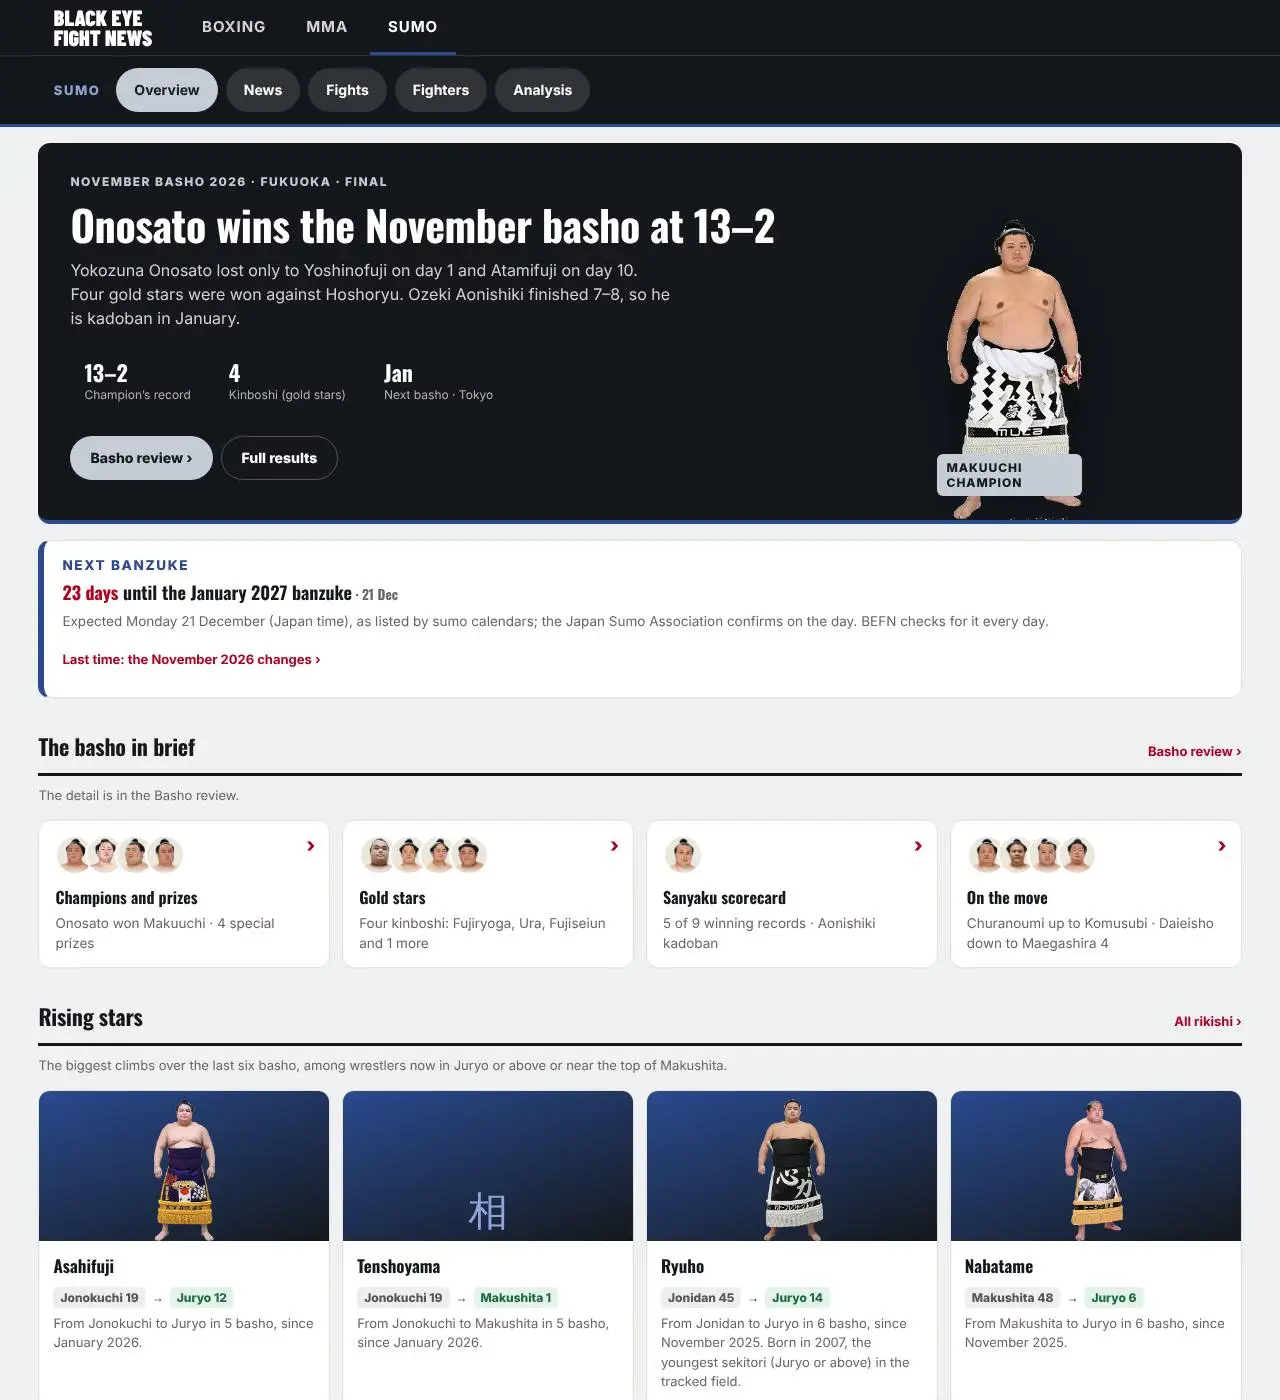 BLACK EYE
FIGHT NEWS
BOXING
MMA
SUMO
SUMO
Overview
News
Fights
Fighters
Analysis
NOVEMBER BASHO 2026 · FUKUOKA · FINAL
Onosato wins the November basho at 13–2
Yokozuna Onosato lost only to Yoshinofuji on day 1 and Atamifuji on day 10.
Four gold stars were won against Hoshoryu. Ozeki Aonishiki finished 7–8, so he
is kadoban in January.
13–2
Champion's record
4
Kinboshi (gold stars)
Jan
Next basho · Tokyo
Basho review ›
Full results
MAKUUCHI
CHAMPION
NEXT BANZUKE
23 days until the January 2027 banzuke · 21 Dec
Expected Monday 21 December (Japan time), as listed by sumo calendars; the Japan Sumo Association confirms on the day. BEFN checks for it every day.
Last time: the November 2026 changes ›
The basho in brief
Basho review ›
The detail is in the Basho review.
›
Champions and prizes
Onosato won Makuuchi · 4 special
prizes
›
Gold stars
Four kinboshi: Fujiryoga, Ura, Fujiseiun
and 1 more
›
Sanyaku scorecard
5 of 9 winning records · Aonishiki
kadoban
›
On the move
Churanoumi up to Komusubi · Daieisho
down to Maegashira 4
Rising stars
All rikishi ›
The biggest climbs over the last six basho, among wrestlers now in Juryo or above or near the top of Makushita.
Asahifuji
Jonokuchi 19 → Juryo 12
From Jonokuchi to Juryo in 5 basho, since
January 2026.
相
Tenshoyama
Jonokuchi 19 → Makushita 1
From Jonokuchi to Makushita in 5 basho,
since January 2026.
心力
Ryuho
Jonidan 45 → Juryo 14
From Jonidan to Juryo in 6 basho, since
November 2025. Born in 2007, the
youngest sekitori (Juryo or above) in the
tracked field.
Nabatame
Makushita 48 → Juryo 6
From Makushita to Juryo in 6 basho, since
November 2025.